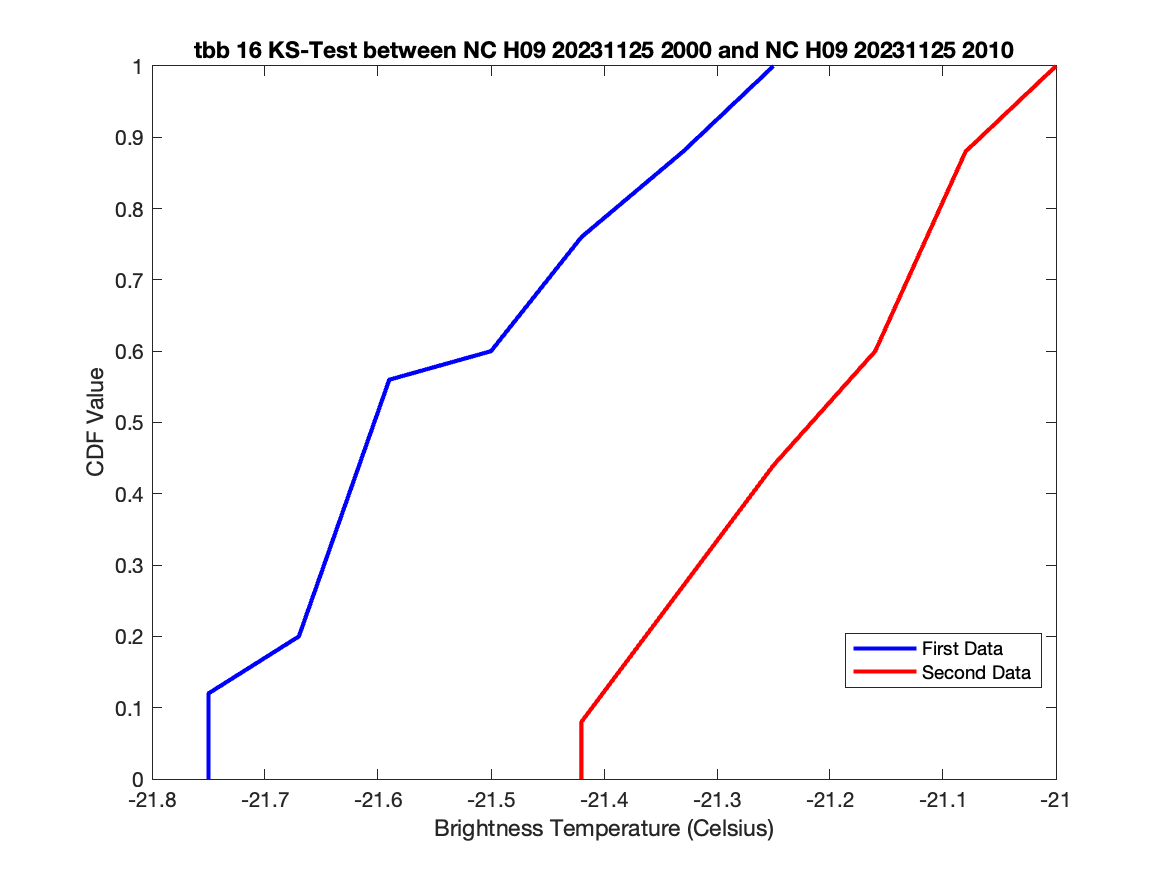 tbb 16 KS-Test between NC H09 20231125 2000 and NC H09 20231125 2010
1
0.9
0.8
0.7
0.6
0.5
0.4
0.3
0.2
0.1
0
CDF Value
First Data
Second Data
-21.8 -21.7 -21.6 -21.5 -21.4 -21.3 -21.2 -21.1 -21
Brightness Temperature (Celsius)